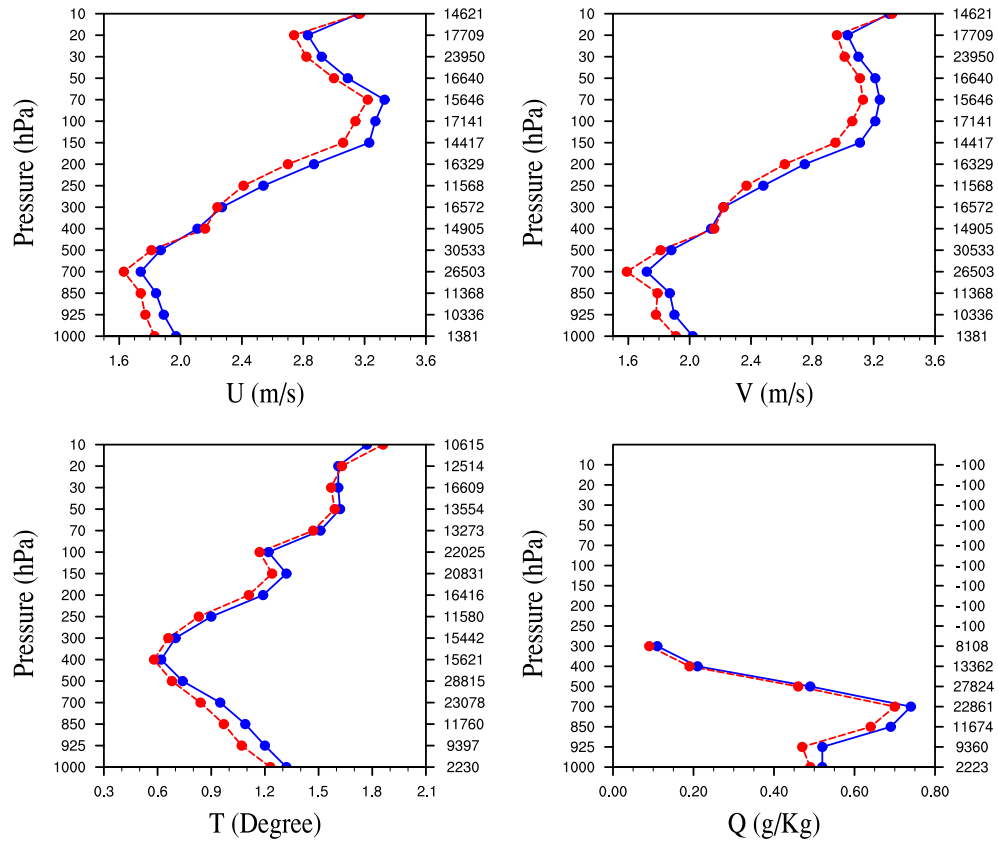 10 14621 10 14621
20 17709 20 17709
30 23950 30 23950
50 16640 50 16640
70 15646 70 15646
100 17141 100 17141
150 14417 150 14417
200 16329 200 16329
250 11568 250 11568
300 16572 300 16572
400 14905 400 14905
500 30533 500 30533
700 26503 700 26503
850 11368 850 11368
925 10336 925 10336
1000 1381 1000 1381
Pressure (hPa) Pressure (hPa)
1.6 2.0 2.4 2.8 3.2 3.6 1.6 2.0 2.4 2.8 3.2 3.6
U (m/s) V (m/s)
10 10615
20 12514 10 -100
30 16609 20 -100
50 13554 30 -100
70 13273 50 -100
100 22025 70 -100
150 20831 100 -100
200 16416 150 -100
250 11580 200 -100
300 15442 250 -100
400 15621 300 8108
500 28815 400 13362
700 23078 500 27824
850 11760 700 22861
925 9397 850 11674
1000 2230 925 9360
1000 2223
Pressure (hPa) Pressure (hPa)
0.6 0.9 1.2 1.5 1.8 2.1 0.00 0.20 0.40 0.60 0.80
T (Degree) Q (g/Kg)